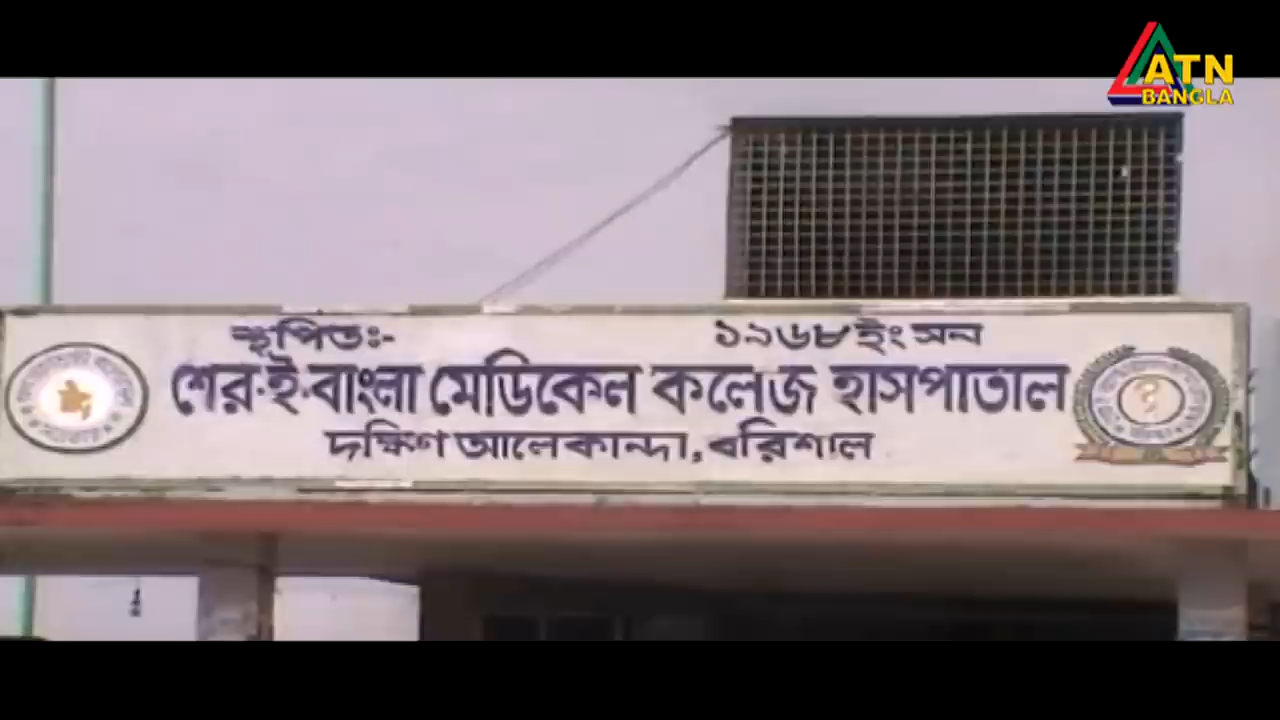 ATN
BANGLA
স্থাপিতঃ- ১৯৬৮ইং সন
শের-ই-বাংলা মেডিকেল কলেজ হাসপাতাল
দক্ষিণ আলেকান্দা, বরিশাল